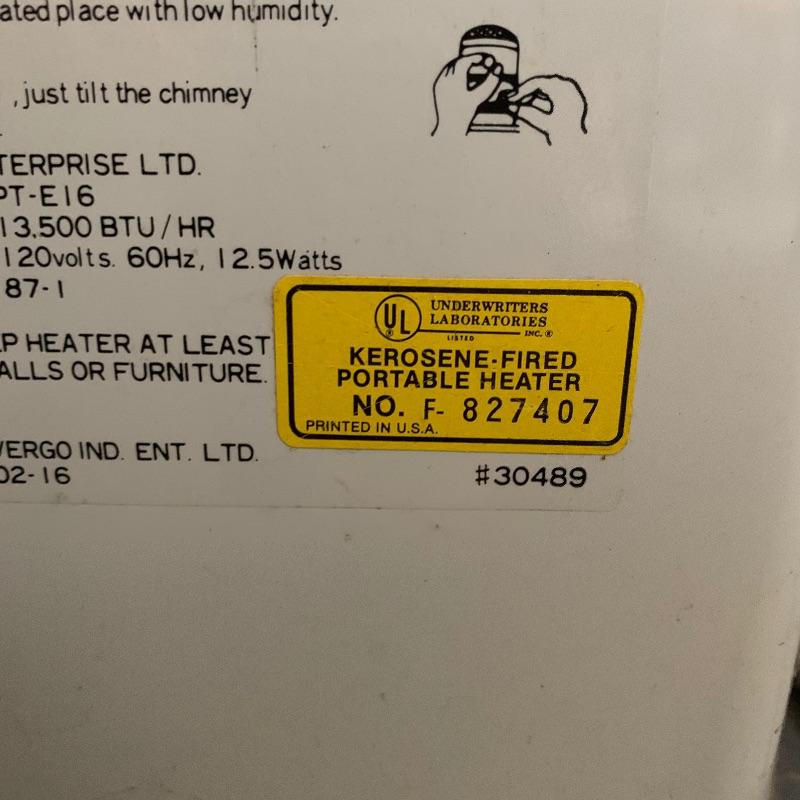 ated place with low humidity.
, just tilt the chimney
TERPRISE LTD.
PT-E16
13,500 BTU/HR
120volts. 60Hz, 12.5Watts
87-1
P HEATER AT LEAST
ALLS OR FURNITURE.
UL
®
LISTED
UNDERWRITERS
LABORATORIES
INC. ®
KEROSENE-FIRED
PORTABLE HEATER
NO. F- 827407
PRINTED IN U.S.A.
VERGO IND. ENT. LTD.
02-16
#30489